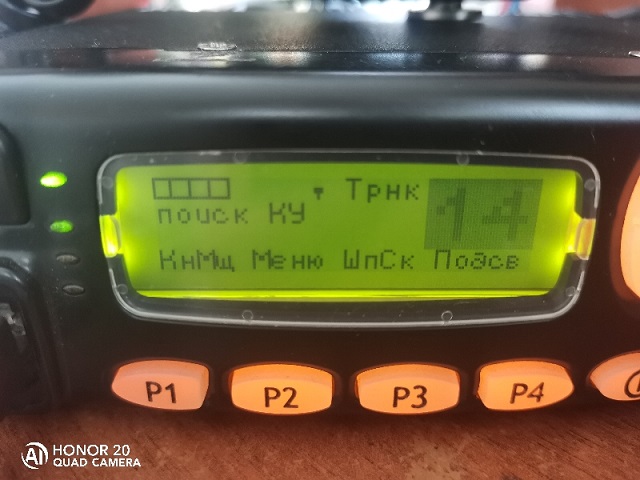 Трнк 14
поиск КУ
КнМщ Меню ШпСк Подсв
P1 P2 P3 P4
HONOR 20
QUAD CAMERA